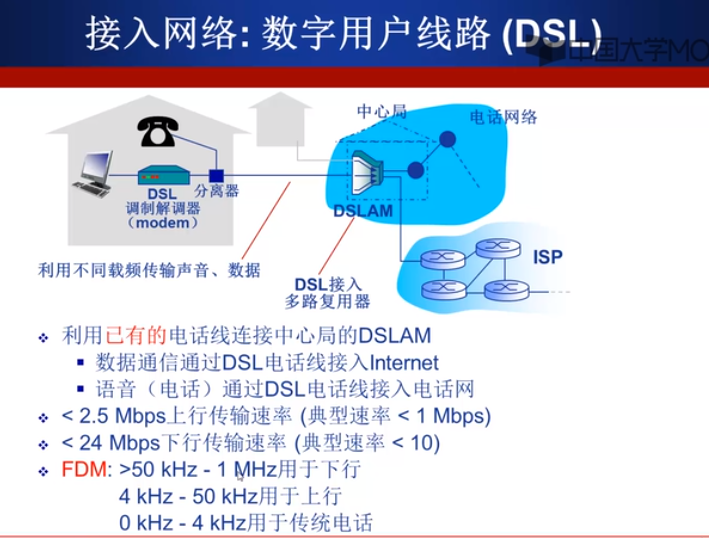 接入网络: 数字用户线路 (DSL)
中国大学MO
中心局
电话网络
DSL
分离器
调制解调器
（modem）
DSLAM
ISP
利用不同载频传输声音、数据
DSL接入
多路复用器
利用已有的电话线连接中心局的DSLAM
数据通信通过DSL电话线接入Internet
语音（电话）通过DSL电话线接入电话网
< 2.5 Mbps上行传输速率 (典型速率 < 1 Mbps)
< 24 Mbps下行传输速率 (典型速率 < 10)
FDM: >50 kHz - 1 MHz用于下行
4 kHz - 50 kHz用于上行
0 kHz - 4 kHz用于传统电话